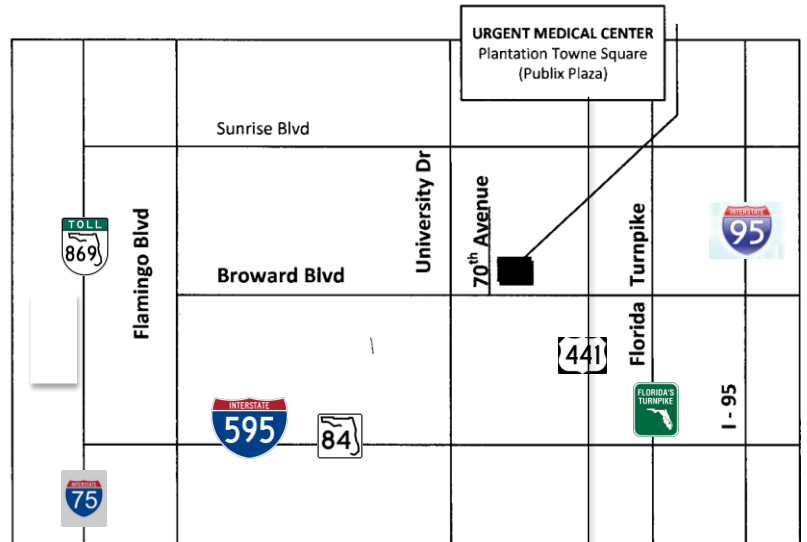 URGENT MEDICAL CENTER
Plantation Towne Square
(Publix Plaza)
Sunrise Blvd
University Dr
70th Avenue
Flamingo Blvd
TOLL
869
Broward Blvd
Florida Turnpike
INTERSTATE
95
441
INTERSTATE
595
84
FLORIDA'S
TURNPIKE
I - 95
INTERSTATE
75